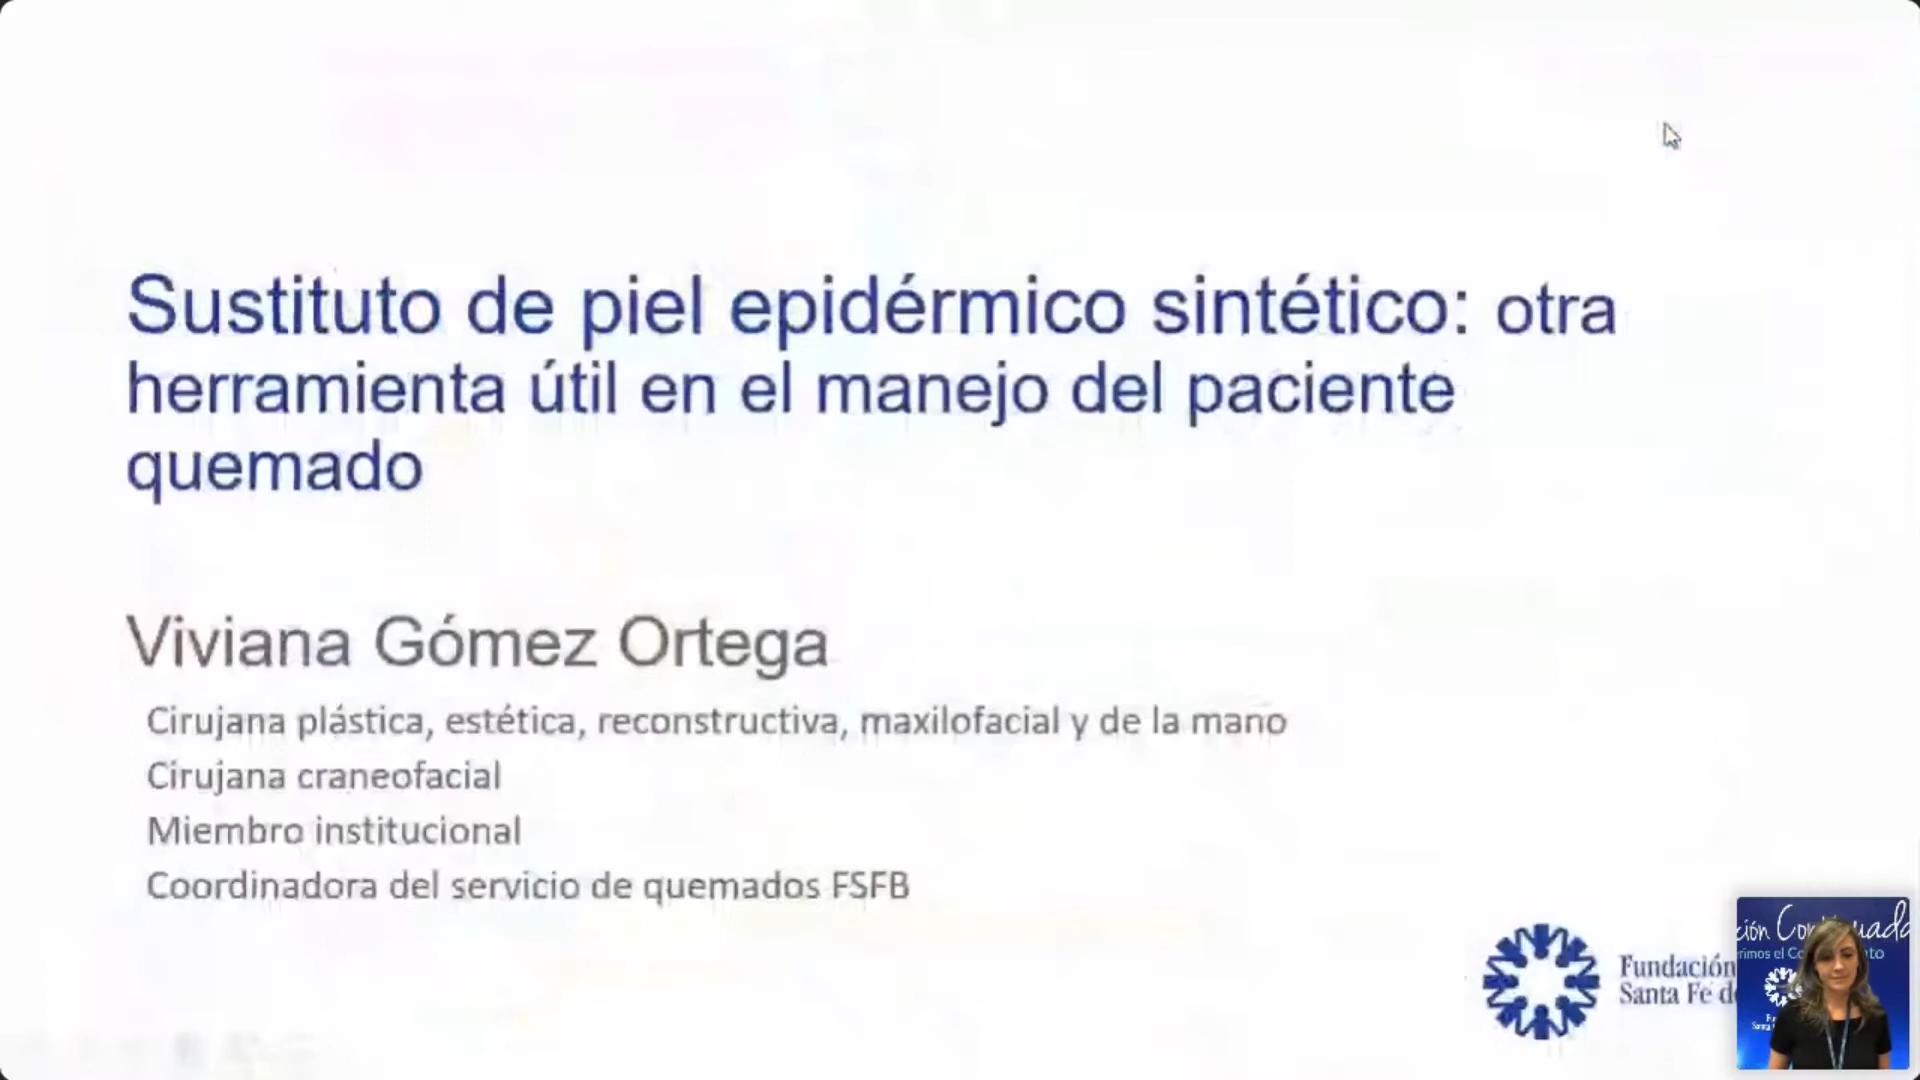 Sustituto de piel epidérmico sintético: otra
herramienta útil en el manejo del paciente
quemado
Viviana Gómez Ortega
Cirujana plástica, estética, reconstructiva, maxilofacial y de la mano
Cirujana craneofacial
Miembro institucional
Coordinadora del servicio de quemados FSFB
Fundación
Santa Fe de